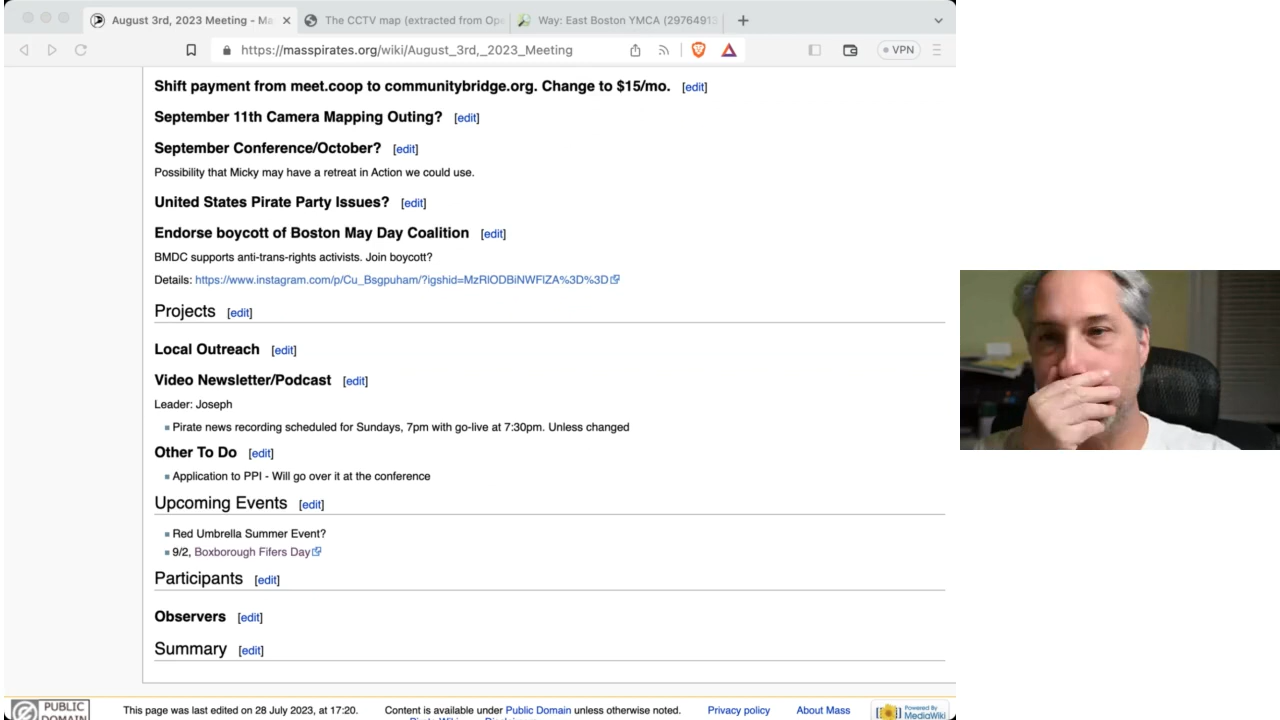 August 3rd, 2023 Meeting - Ma
The CCTV map (extracted from Ope
Way: East Boston YMCA (29764913
https://masspirates.org/wiki/August_3rd,_2023_Meeting
VPN
Shift payment from meet.coop to communitybridge.org. Change to $15/mo. [edit]
September 11th Camera Mapping Outing? [edit]
September Conference/October? [edit]
Possibility that Micky may have a retreat in Action we could use.
United States Pirate Party Issues? [edit]
Endorse boycott of Boston May Day Coalition [edit]
BMDC supports anti-trans-rights activists. Join boycott?
Details: https://www.instagram.com/p/Cu_Bsgpuham/?igshid=MzRlODBiNWFlZA%3D%3D
Projects [edit]
Local Outreach [edit]
Video Newsletter/Podcast [edit]
Leader: Joseph
Pirate news recording scheduled for Sundays, 7pm with go-live at 7:30pm. Unless changed
Other To Do [edit]
Application to PPI - Will go over it at the conference
Upcoming Events [edit]
Red Umbrella Summer Event?
9/2, Boxborough Fifers Day
Participants [edit]
Observers [edit]
Summary [edit]
PUBLIC
DOMAIN
This page was last edited on 28 July 2023, at 17:20.
Content is available under Public Domain unless otherwise noted.
Privacy policy
About Mass
Powered By
MediaWiki